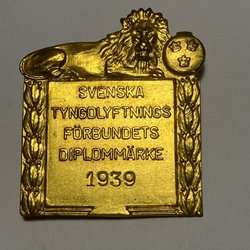 SVENSKA
TYNGDLYFTNINGS
FÖRBUNDETS
DIPLOMMÄRKE
1939